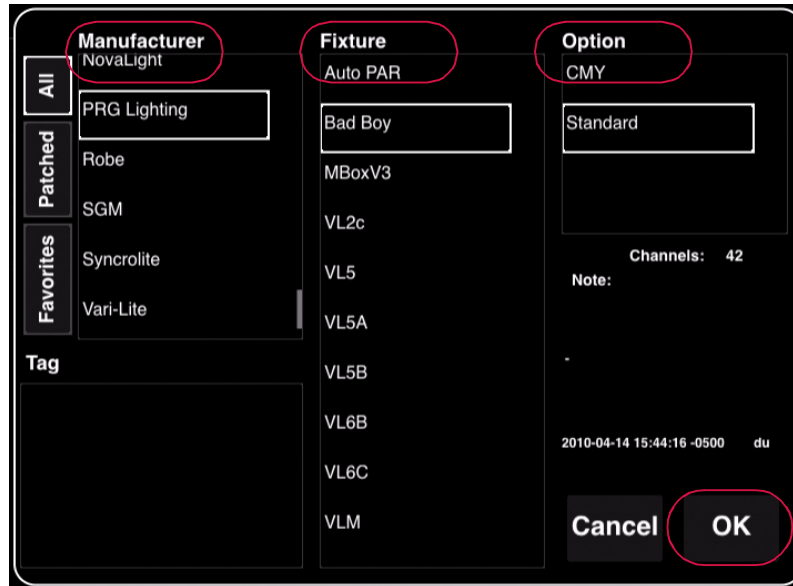 Manufacturer
NovaLight
PRG Lighting
Robe
SGM
Syncrolite
Vari-Lite
All
Patched
Favorites
Tag
Fixture
Auto PAR
Bad Boy
MBoxV3
VL2c
VL5
VL5A
VL5B
VL6B
VL6C
VLM
Option
CMY
Standard
Channels: 42
Note:
-
2010-04-14 15:44:16 -0500 du
Cancel OK